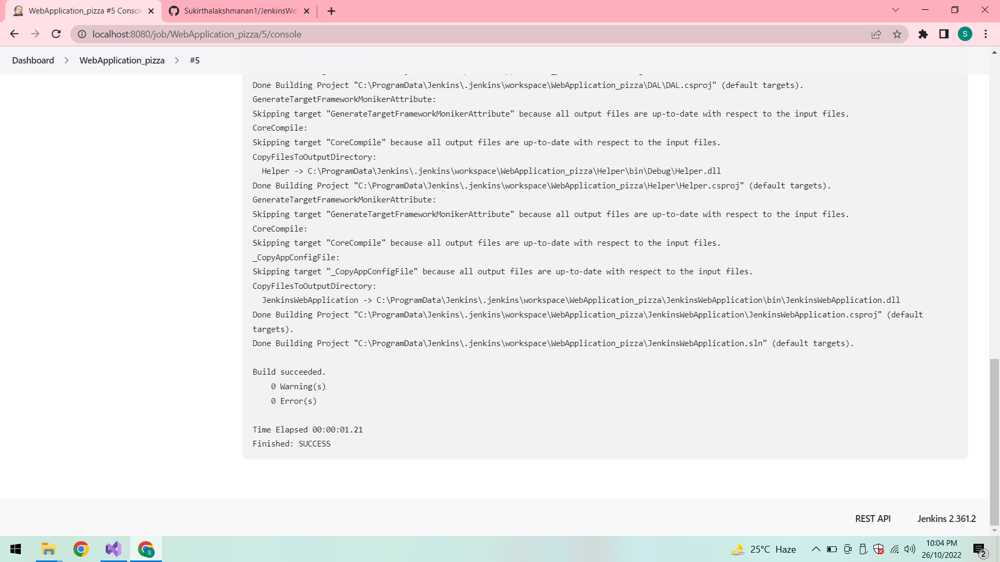 WebApplication_pizza #5 Consol
Sukirthalakshmanan1/JenkinsWe
localhost:8080/job/WebApplication_pizza/5/console
S
Dashboard > WebApplication_pizza > #5
Done Building Project "C:\ProgramData\Jenkins\.jenkins\workspace\WebApplication_pizza\DAL\DAL.csproj" (default targets).
GenerateTargetFrameworkMonikerAttribute:
Skipping target "GenerateTargetFrameworkMonikerAttribute" because all output files are up-to-date with respect to the input files.
CoreCompile:
Skipping target "CoreCompile" because all output files are up-to-date with respect to the input files.
CopyFilesToOutputDirectory:
Helper -> C:\ProgramData\Jenkins\.jenkins\workspace\WebApplication_pizza\Helper\bin\Debug\Helper.dll
Done Building Project "C:\ProgramData\Jenkins\.jenkins\workspace\WebApplication_pizza\Helper\Helper.csproj" (default targets).
GenerateTargetFrameworkMonikerAttribute:
Skipping target "GenerateTargetFrameworkMonikerAttribute" because all output files are up-to-date with respect to the input files.
CoreCompile:
Skipping target "CoreCompile" because all output files are up-to-date with respect to the input files.
_CopyAppConfigFile:
Skipping target "_CopyAppConfigFile" because all output files are up-to-date with respect to the input files.
CopyFilesToOutputDirectory:
JenkinsWebApplication -> C:\ProgramData\Jenkins\.jenkins\workspace\WebApplication_pizza\JenkinsWebApplication\bin\JenkinsWebApplication.dll
Done Building Project "C:\ProgramData\Jenkins\.jenkins\workspace\WebApplication_pizza\JenkinsWebApplication\JenkinsWebApplication.csproj" (default
targets).
Done Building Project "C:\ProgramData\Jenkins\.jenkins\workspace\WebApplication_pizza\JenkinsWebApplication.sln" (default targets).
Build succeeded.
0 Warning(s)
0 Error(s)
Time Elapsed 00:00:01.21
Finished: SUCCESS
REST API
Jenkins 2.361.2
S
25°C Haze
10:04 PM
26/10/2022
2